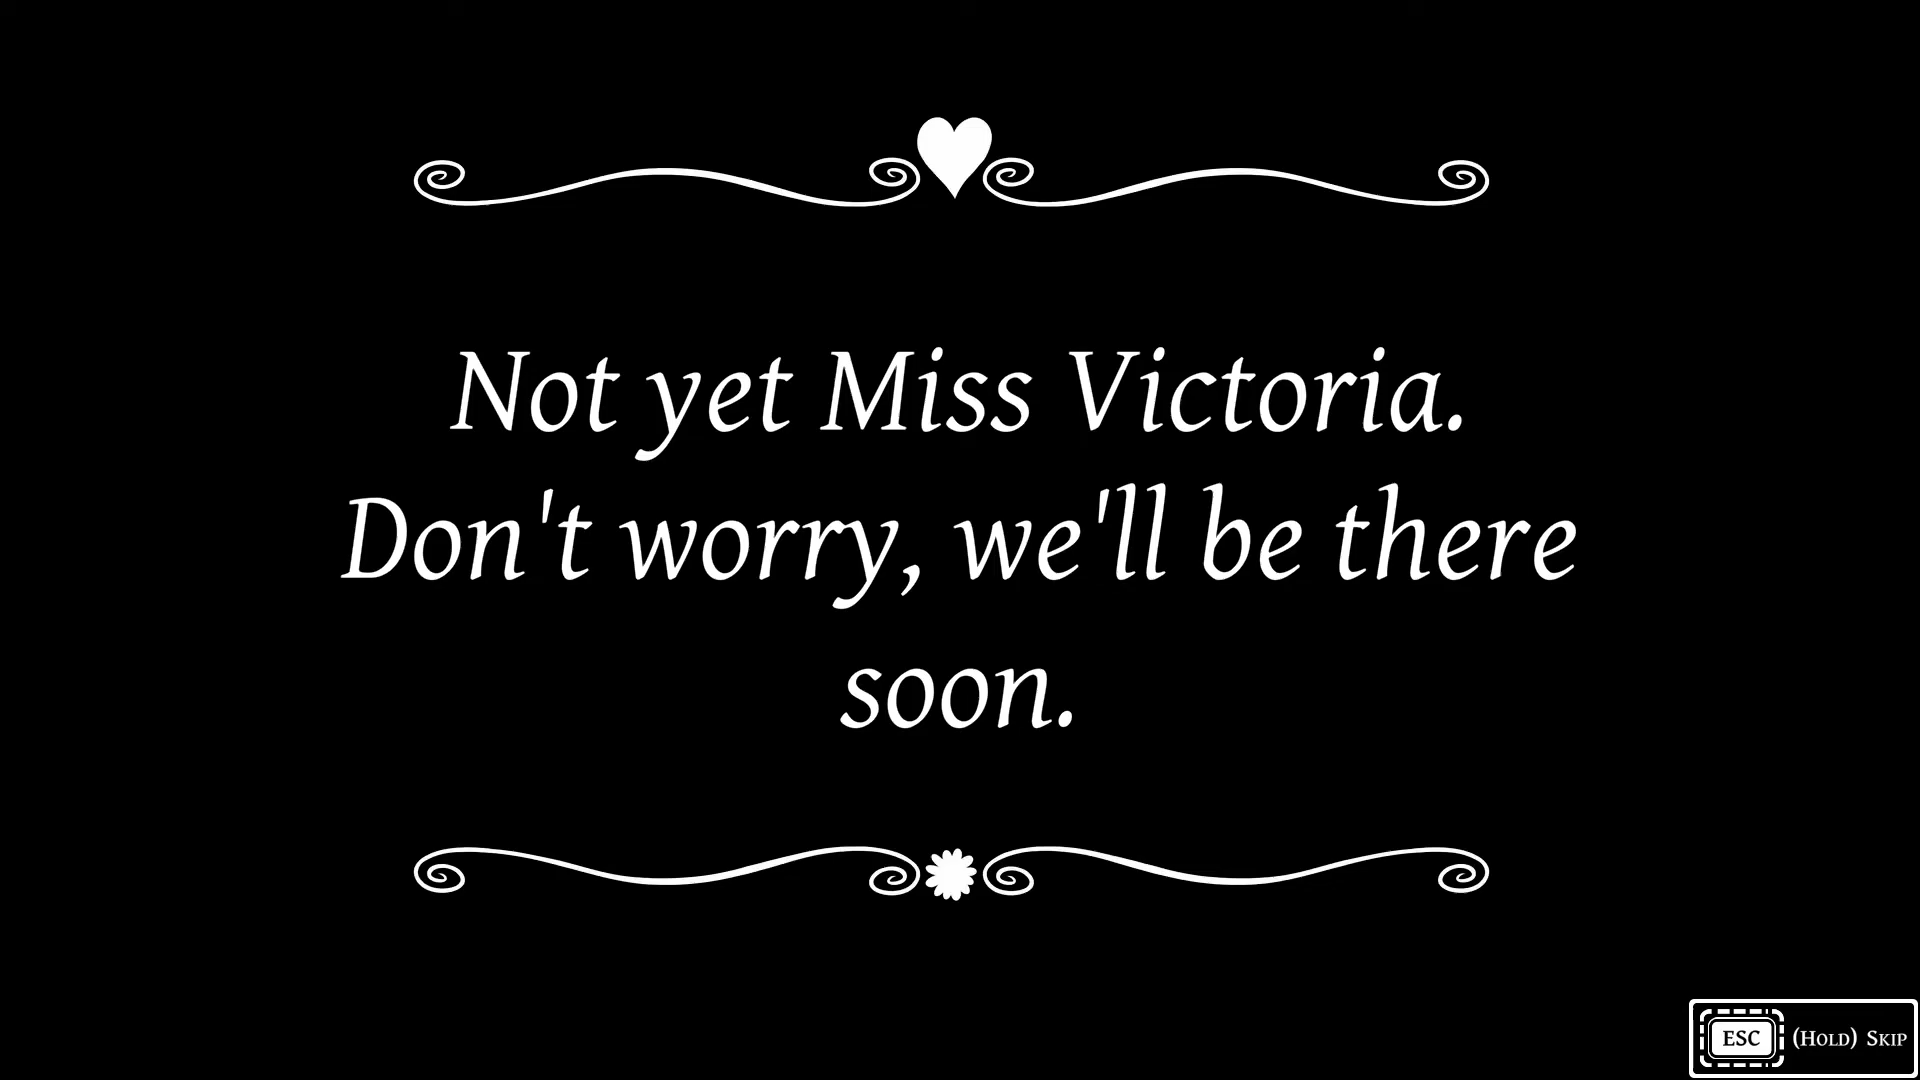 Not yet Miss Victoria.
Don't worry, we'll be there
soon.
ESC (Hold) Skip